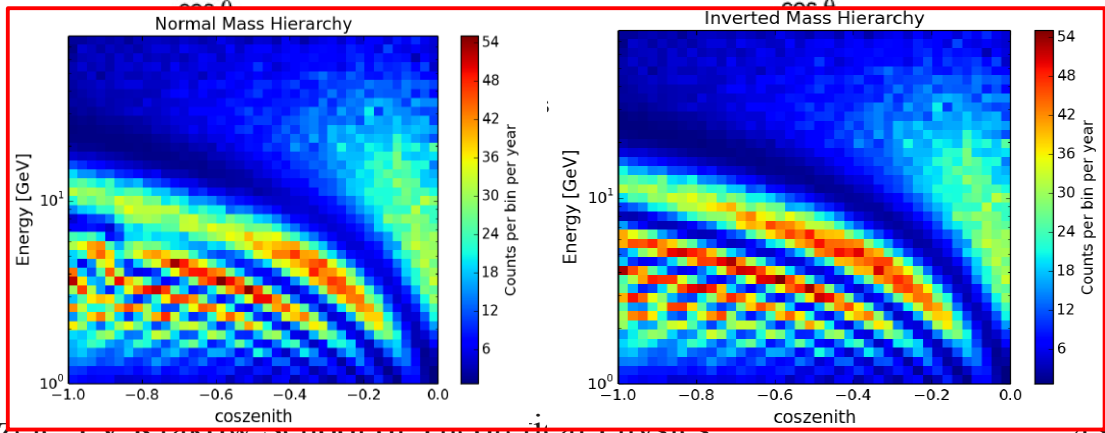 Normal Mass Hierarchy
Energy [GeV]
10¹
10⁰
−1.0 −0.8 −0.6 −0.4 −0.2 0.0
coszenith
54
48
42
36
30
24
18
12
6
Counts per bin per year
Inverted Mass Hierarchy
Energy [GeV]
10¹
10⁰
−1.0 −0.8 −0.6 −0.4 −0.2 0.0
coszenith
54
48
42
36
30
24
18
12
6
Counts per bin per year